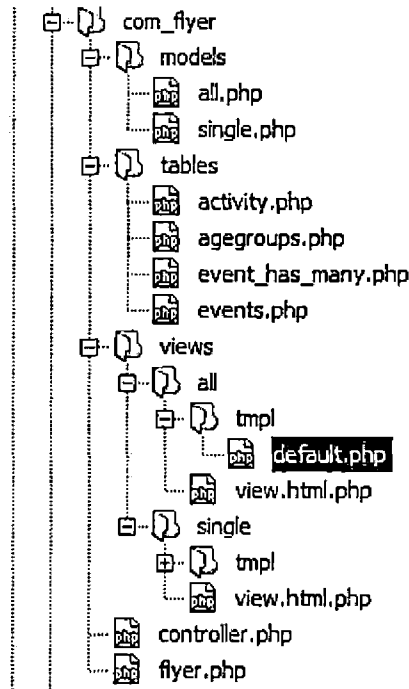 com_flyer
models
all.php
single.php
tables
activity.php
agegroups.php
event_has_many.php
events.php
views
all
tmpl
default.php
view.html.php
single
tmpl
view.html.php
controller.php
flyer.php